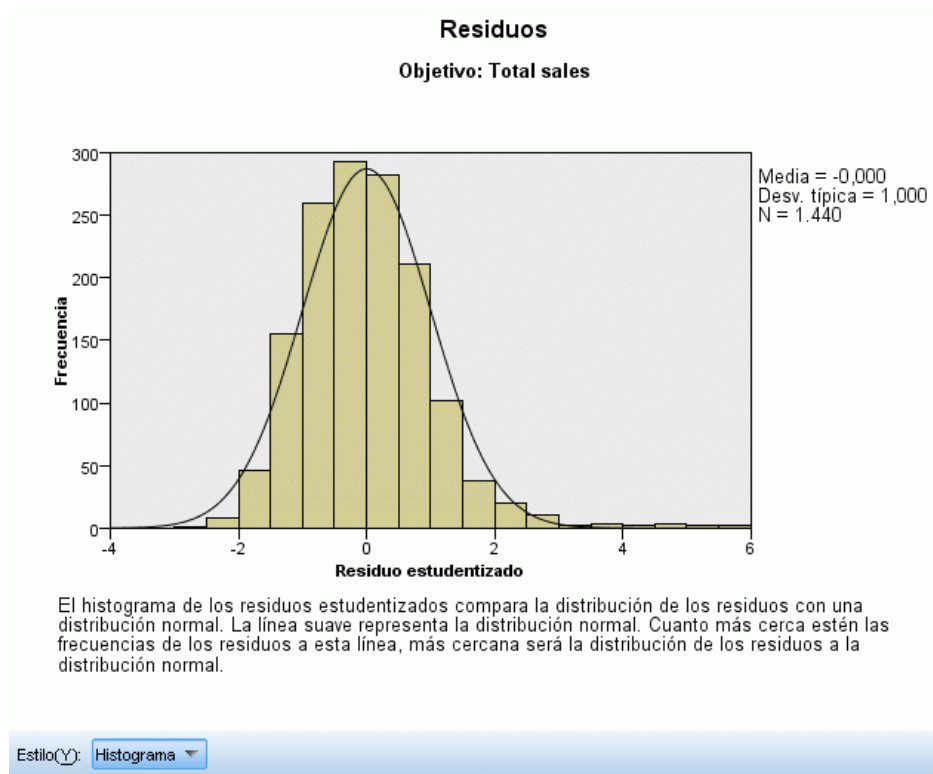 Residuos
Objetivo: Total sales
300
250
200
150
100
50
0
Frecuencia
-4
-2
0
2
4
6
Residuo estudentizado
Media = -0,000
Desv. típica = 1,000
N = 1.440
El histograma de los residuos estudentizados compara la distribución de los residuos con una
distribución normal. La línea suave representa la distribución normal. Cuanto más cerca estén las
frecuencias de los residuos a esta línea, más cercana será la distribución de los residuos a la
distribución normal.
Estilo(Y): Histograma